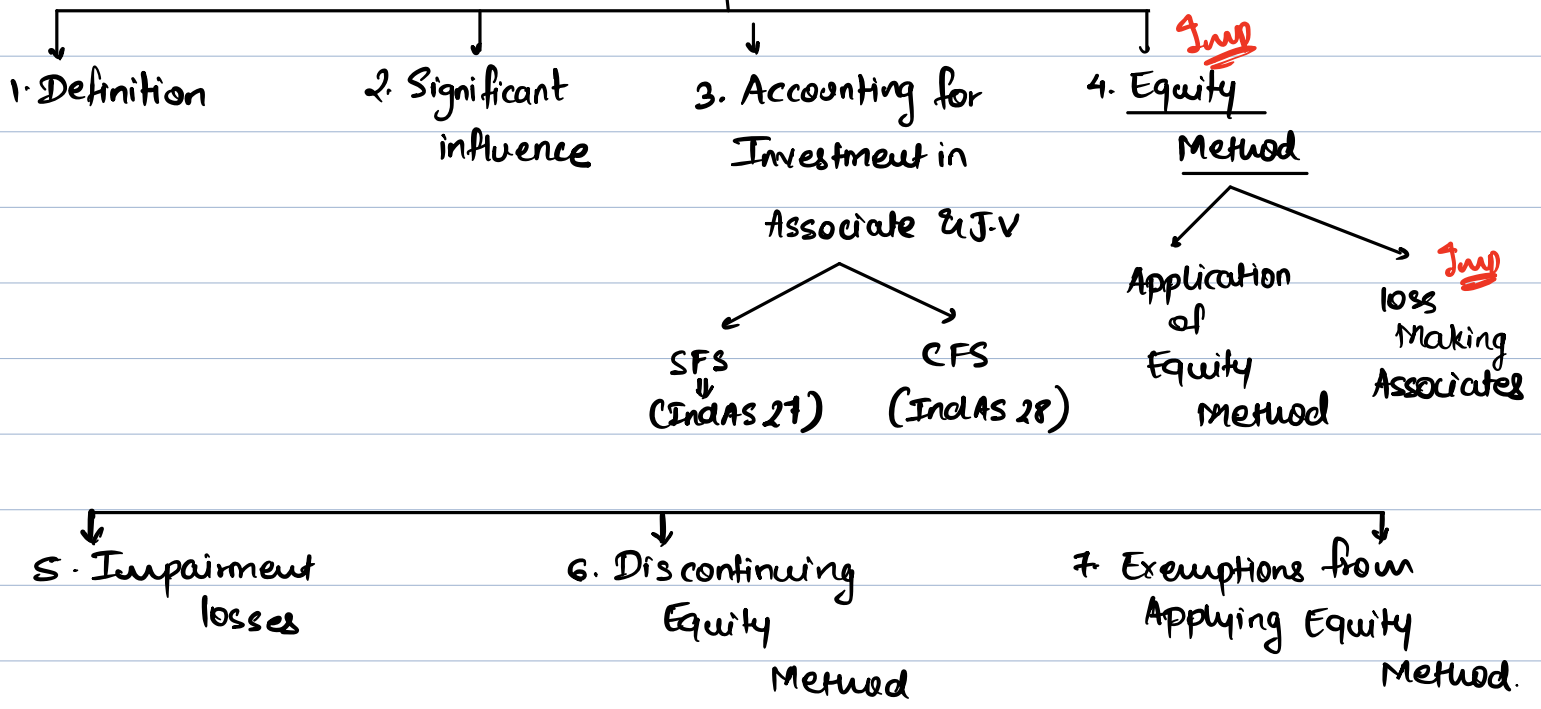 Imp
1. Definition
2. Significant
influence
3. Accounting for
Investment in
Associate & J.V
SFS
(IndAS 27)
CFS
(IndAS 28)
4. Equity
Method
Application
of
Equity
Method
Imp
loss
Making
Associates
5. Impairment
losses
6. Discontinuing
Equity
Method
7. Exemptions from
Applying Equity
Method.